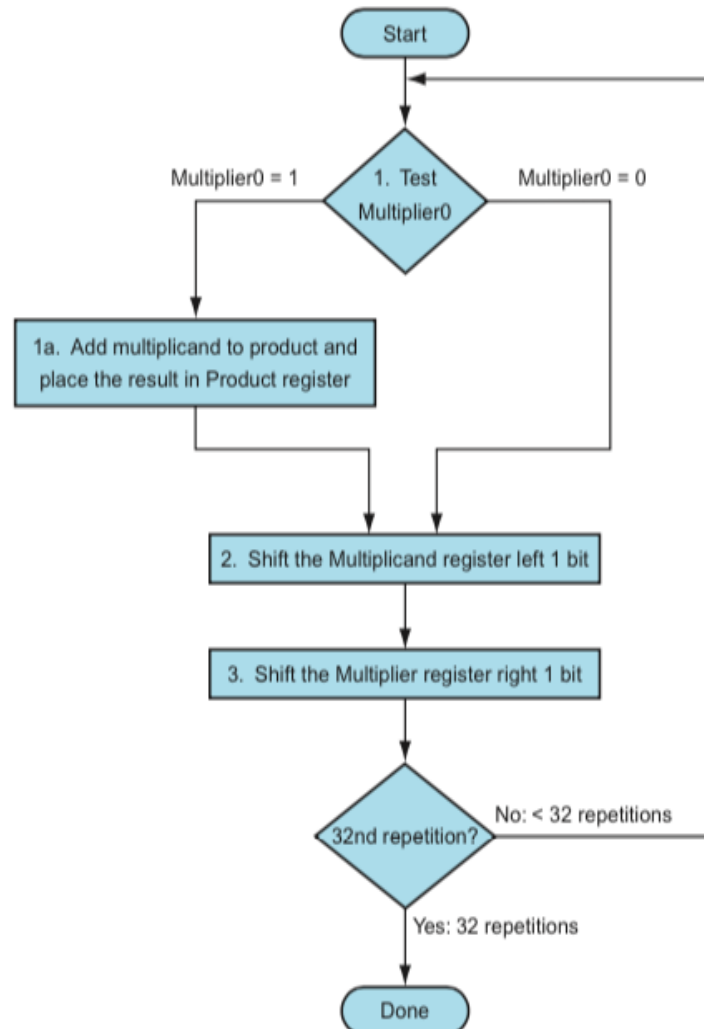 Start
Multiplier0 = 1
1. Test
Multiplier0
Multiplier0 = 0
1a. Add multiplicand to product and
place the result in Product register
2. Shift the Multiplicand register left 1 bit
3. Shift the Multiplier register right 1 bit
32nd repetition?
No: < 32 repetitions
Yes: 32 repetitions
Done